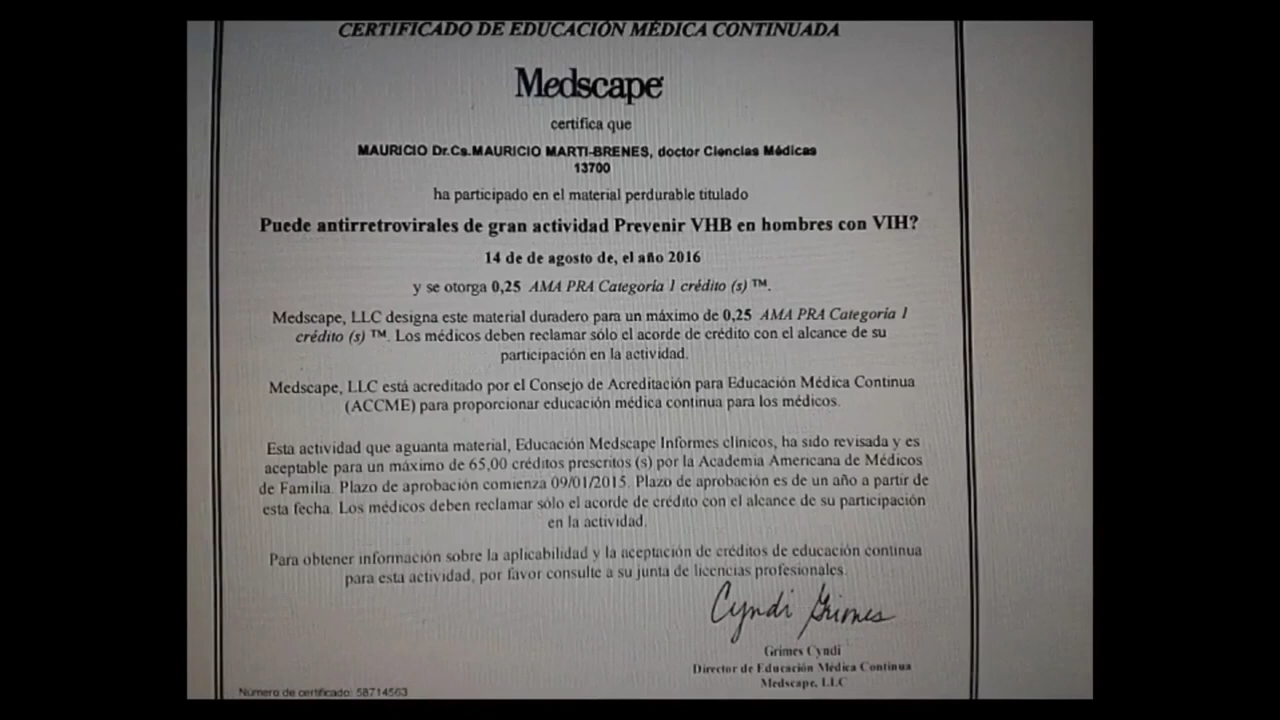 CERTIFICADO DE EDUCACIÓN MÉDICA CONTINUADA
Medscape
certifica que
MAURICIO Dr.Cs.MAURICIO MARTI-BRENES, doctor Ciencias Médicas
13700
ha participado en el material perdurable titulado
Puede antirretrovirales de gran actividad Prevenir VHB en hombres con VIH?
14 de de agosto de, el año 2016
y se otorga 0,25 AMA PRA Categoría 1 crédito (s) ™.
Medscape, LLC designa este material duradero para un máximo de 0,25 AMA PRA Categoría 1
crédito (s) ™. Los médicos deben reclamar sólo el acorde de crédito con el alcance de su
participación en la actividad.
Medscape, LLC está acreditado por el Consejo de Acreditación para Educación Médica Continua
(ACCME) para proporcionar educación médica continua para los médicos.
Esta actividad que aguanta material, Educación Medscape Informes clínicos, ha sido revisada y es
aceptable para un máximo de 65,00 créditos prescritos (s) por la Academia Americana de Médicos
de Familia. Plazo de aprobación comienza 09/01/2015. Plazo de aprobación es de un año a partir de
esta fecha. Los médicos deben reclamar sólo el acorde de crédito con el alcance de su participación
en la actividad.
Para obtener información sobre la aplicabilidad y la aceptación de créditos de educación continua
para esta actividad, por favor consulte a su junta de licencias profesionales.
Cyndi Grimes
Grimes Cyndi
Director de Educación Médica Continua
Medscape, LLC
Número de certificado: 58714563